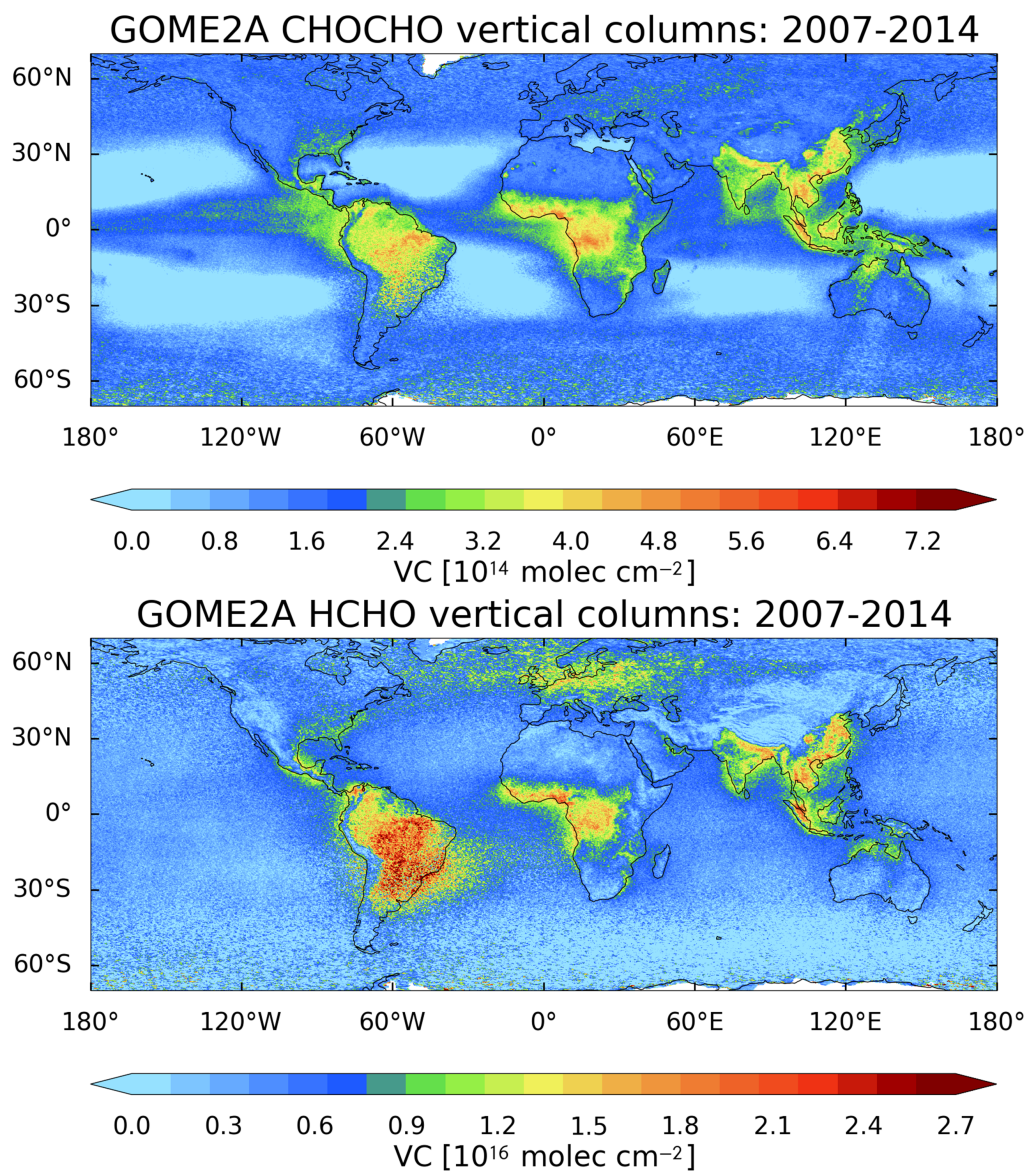 GOME2A CHOCHO vertical columns: 2007-2014
60°N
30°N
0°
30°S
60°S
180° 120°W 60°W 0° 60°E 120°E 180°
0.0 0.8 1.6 2.4 3.2 4.0 4.8 5.6 6.4 7.2
VC [10¹⁴ molec cm⁻²]
GOME2A HCHO vertical columns: 2007-2014
60°N
30°N
0°
30°S
60°S
180° 120°W 60°W 0° 60°E 120°E 180°
0.0 0.3 0.6 0.9 1.2 1.5 1.8 2.1 2.4 2.7
VC [10¹⁶ molec cm⁻²]